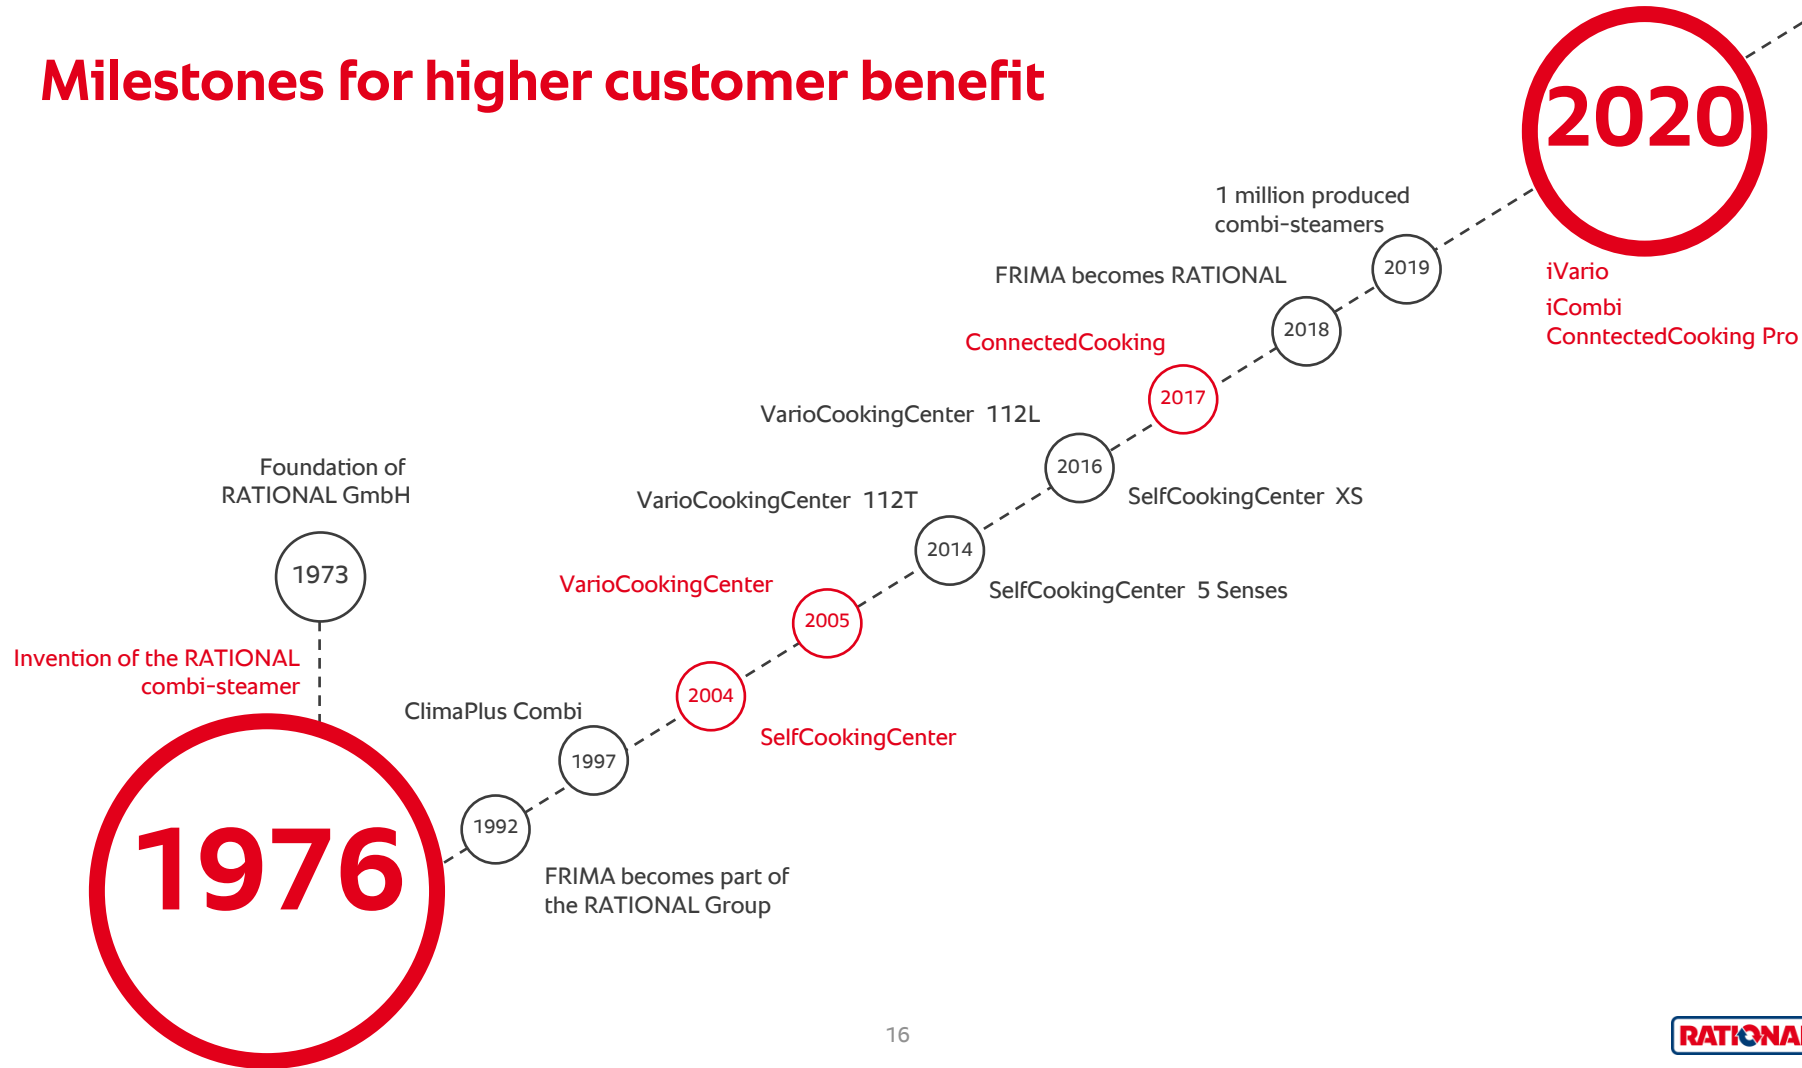 Milestones for higher customer benefit
2020
1 million produced
combi-steamers
2019
iVario
iCombi
ConntectedCooking Pro
FRIMA becomes RATIONAL
2018
ConnectedCooking
2017
VarioCookingCenter 112L
2016
SelfCookingCenter XS
Foundation of
RATIONAL GmbH
1973
VarioCookingCenter 112T
2014
SelfCookingCenter 5 Senses
VarioCookingCenter
2005
Invention of the RATIONAL
combi-steamer
2004
SelfCookingCenter
ClimaPlus Combi
1997
1976
1992
FRIMA becomes part of
the RATIONAL Group
16
RATIONAL